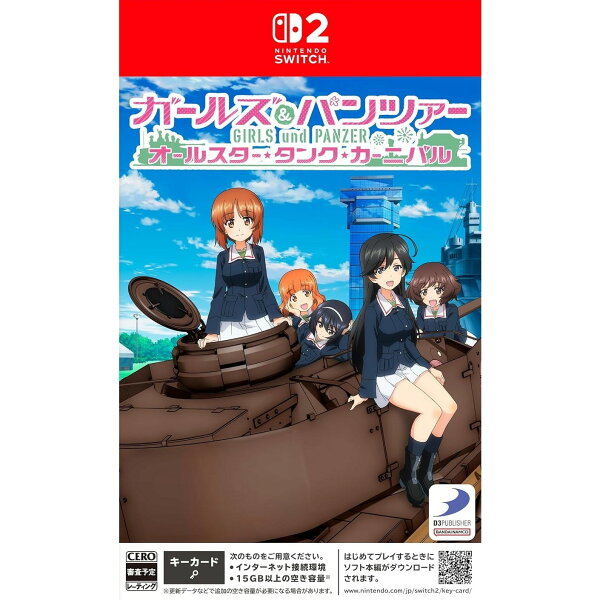 2
NINTENDO
SWITCH
ガールズ&パンツァー
GIRLS und PANZER
オールスター★タンク★カーニバル
D3PUBLISHER
BANDAI NAMCO
CERO
審査予定
レーティング
キーカード
次のものをご用意ください。
•インターネット接続環境
•15GB以上の空き容量※
※更新データなどで追加の空き容量が必要になる場合があります。
はじめてプレイするときに
ソフト本編がダウンロード
されます。
www.nintendo.com/jp/switch2/key-card/